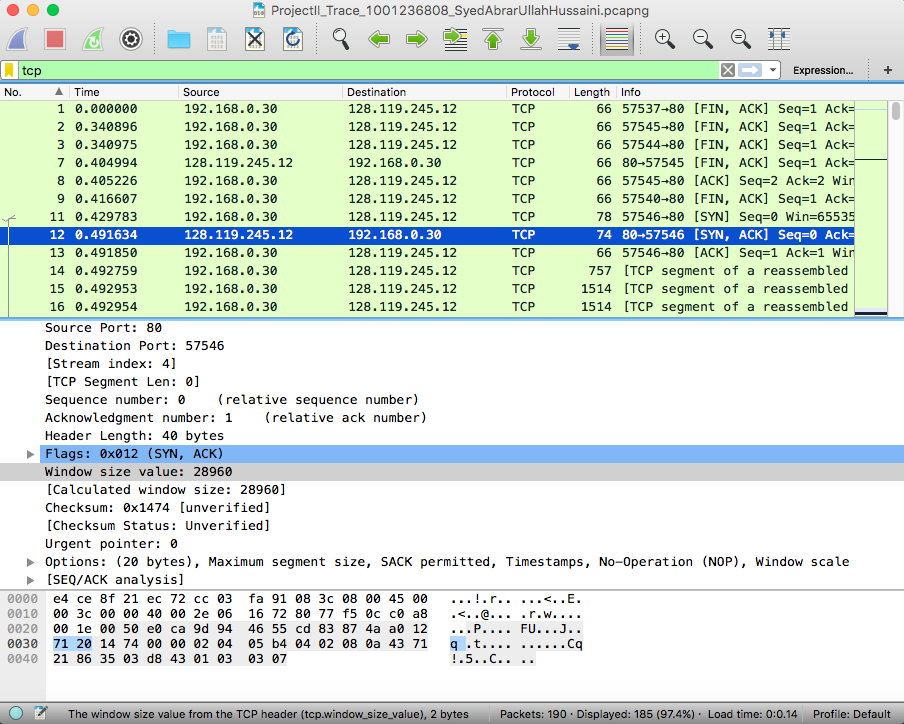 ProjectII_Trace_1001236808_SyedAbrarUllahHussaini.pcapng
tcp Expression... +
No. Time Source Destination Protocol Length Info
1 0.000000 192.168.0.30 128.119.245.12 TCP 66 57537→80 [FIN, ACK] Seq=1 Ack=
2 0.340896 192.168.0.30 128.119.245.12 TCP 66 57545→80 [FIN, ACK] Seq=1 Ack=
3 0.340975 192.168.0.30 128.119.245.12 TCP 66 57544→80 [FIN, ACK] Seq=1 Ack=
7 0.404994 128.119.245.12 192.168.0.30 TCP 66 80→57545 [FIN, ACK] Seq=1 Ack=
8 0.405226 192.168.0.30 128.119.245.12 TCP 66 57545→80 [ACK] Seq=2 Ack=2 Win
9 0.416607 192.168.0.30 128.119.245.12 TCP 66 57540→80 [FIN, ACK] Seq=1 Ack=
11 0.429783 192.168.0.30 128.119.245.12 TCP 78 57546→80 [SYN] Seq=0 Win=65535
12 0.491634 128.119.245.12 192.168.0.30 TCP 74 80→57546 [SYN, ACK] Seq=0 Ack=
13 0.491850 192.168.0.30 128.119.245.12 TCP 66 57546→80 [ACK] Seq=1 Ack=1 Win
14 0.492759 192.168.0.30 128.119.245.12 TCP 757 [TCP segment of a reassembled
15 0.492953 192.168.0.30 128.119.245.12 TCP 1514 [TCP segment of a reassembled
16 0.492954 192.168.0.30 128.119.245.12 TCP 1514 [TCP segment of a reassembled
Source Port: 80
Destination Port: 57546
[Stream index: 4]
[TCP Segment Len: 0]
Sequence number: 0 (relative sequence number)
Acknowledgment number: 1 (relative ack number)
Header Length: 40 bytes
Flags: 0x012 (SYN, ACK)
Window size value: 28960
[Calculated window size: 28960]
Checksum: 0x1474 [unverified]
[Checksum Status: Unverified]
Urgent pointer: 0
Options: (20 bytes), Maximum segment size, SACK permitted, Timestamps, No-Operation (NOP), Window scale
[SEQ/ACK analysis]
0000 e4 ce 8f 21 ec 72 cc 03 fa 91 08 3c 08 00 45 00 ...!.r.. ...<..E.
0010 00 3c 00 00 40 00 2e 06 16 72 80 77 f5 0c c0 a8 .<..@... .r.w....
0020 00 1e 00 50 e0 ca 9d 94 46 55 cd 83 87 4a a0 12 ...P.... FU...J..
0030 71 20 14 74 00 00 02 04 05 b4 04 02 08 0a 43 71 q .t.... ......Cq
0040 21 86 35 03 d8 43 01 03 03 07 !.5..C.. ..
The window size value from the TCP header (tcp.window_size_value), 2 bytes Packets: 190 · Displayed: 185 (97.4%) · Load time: 0:0.14 Profile: Default